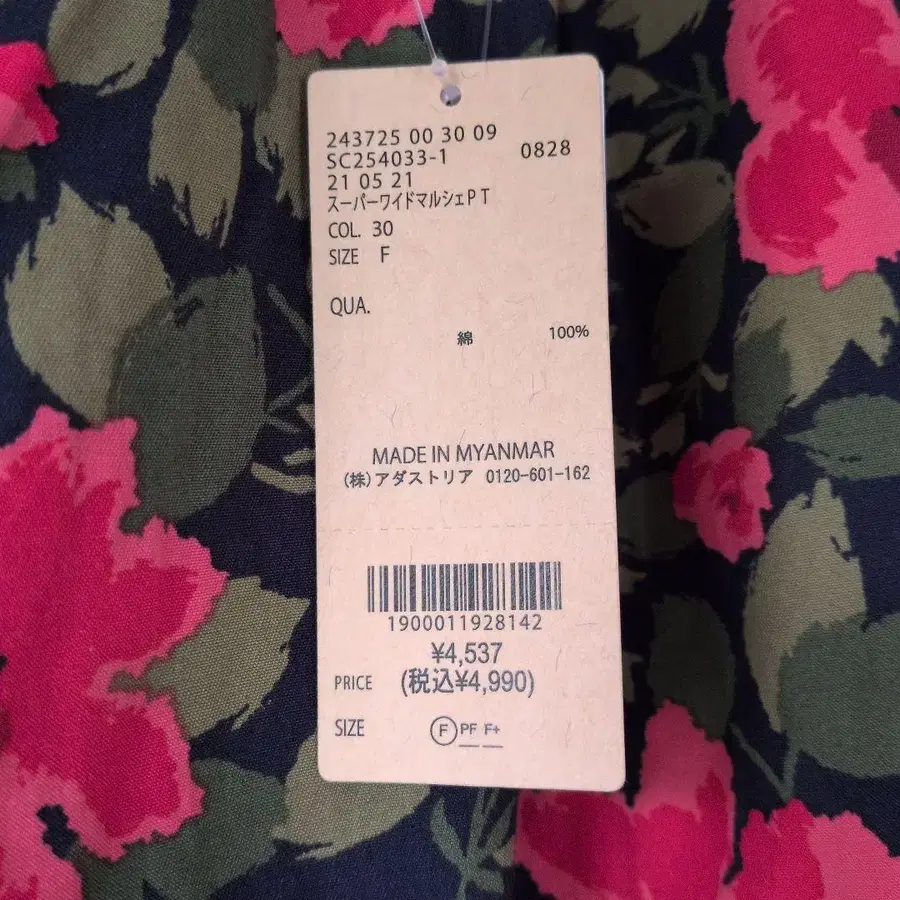 243725 00 30 09
SC254033-1 0828
21 05 21
スーパーワイドマルシェPT
COL. 30
SIZE F
QUA.
綿 100%
MADE IN MYANMAR
(株)アダストリア 0120-601-162
1900011928142
¥4,537
PRICE (税込¥4,990)
SIZE F PF F+